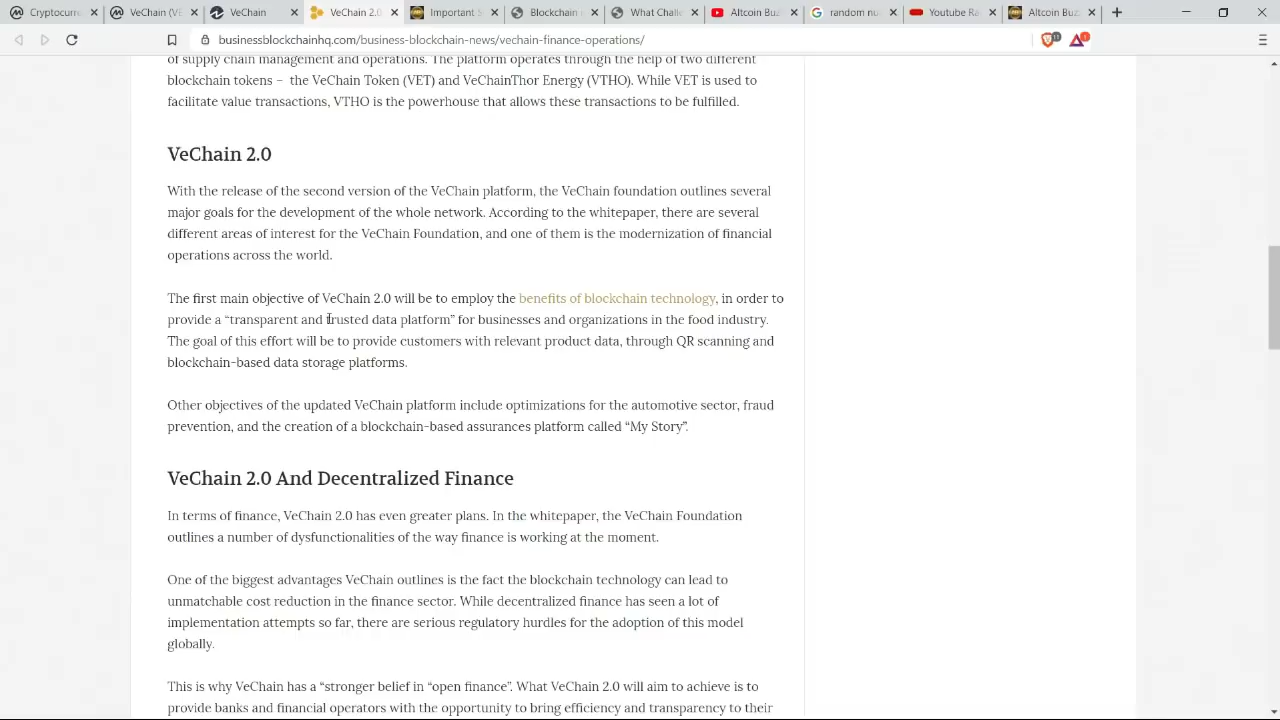 Cryptocurren
VeChain (V
VeChain
VeChain 2.0
Important S
Blockchain
What Challe
Altcoin Buz
random nu
Youtube Ra
Altcoin Buz
businessblockchainhq.com/business-blockchain-news/vechain-finance-operations/
11
1
of supply chain management and operations. The platform operates through the help of two different
blockchain tokens – the VeChain Token (VET) and VeChainThor Energy (VTHO). While VET is used to
facilitate value transactions, VTHO is the powerhouse that allows these transactions to be fulfilled.
VeChain 2.0
With the release of the second version of the VeChain platform, the VeChain foundation outlines several
major goals for the development of the whole network. According to the whitepaper, there are several
different areas of interest for the VeChain Foundation, and one of them is the modernization of financial
operations across the world.
The first main objective of VeChain 2.0 will be to employ the benefits of blockchain technology, in order to
provide a “transparent and trusted data platform” for businesses and organizations in the food industry.
The goal of this effort will be to provide customers with relevant product data, through QR scanning and
blockchain-based data storage platforms.
Other objectives of the updated VeChain platform include optimizations for the automotive sector, fraud
prevention, and the creation of a blockchain-based assurances platform called “My Story”.
VeChain 2.0 And Decentralized Finance
In terms of finance, VeChain 2.0 has even greater plans. In the whitepaper, the VeChain Foundation
outlines a number of dysfunctionalities of the way finance is working at the moment.
One of the biggest advantages VeChain outlines is the fact the blockchain technology can lead to
unmatchable cost reduction in the finance sector. While decentralized finance has seen a lot of
implementation attempts so far, there are serious regulatory hurdles for the adoption of this model
globally.
This is why VeChain has a “stronger belief in “open finance”. What VeChain 2.0 will aim to achieve is to
provide banks and financial operators with the opportunity to bring efficiency and transparency to their